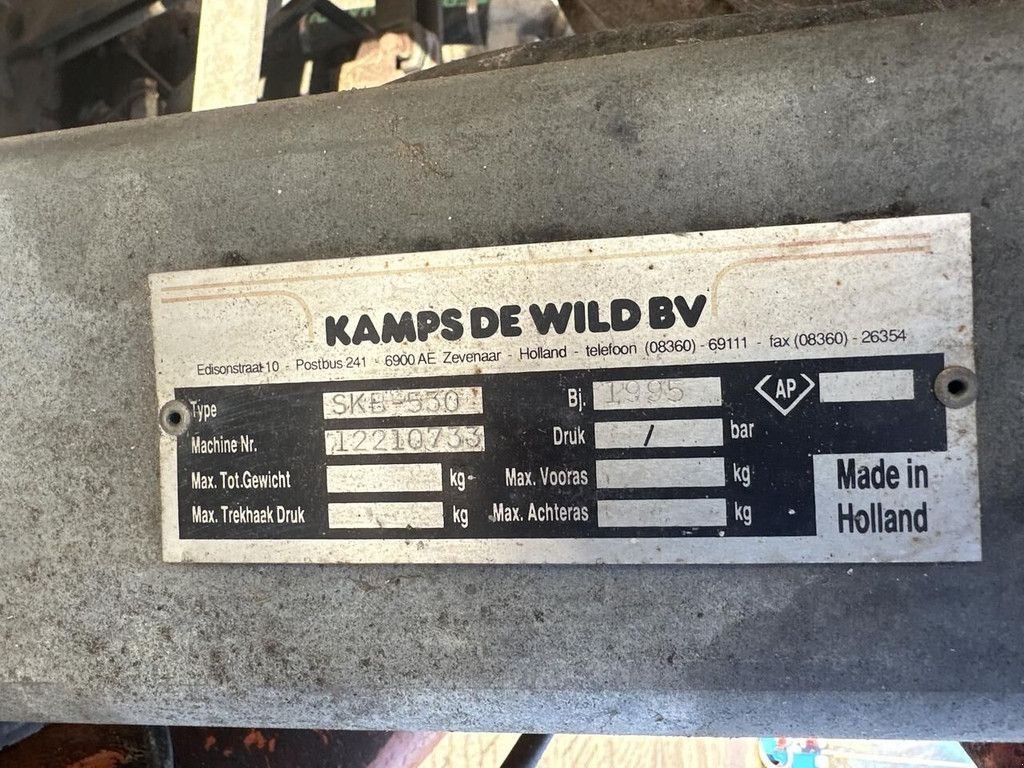 KAMPS DE WILD BV
Edisonstraat 10 - Postbus 241 - 6900 AE Zevenaar - Holland - telefoon (08360) - 69111 - fax (08360) - 26354
Type SKE-530 Bj. 1995 AP
Machine Nr. 12210733 Druk / bar
Max. Tot.Gewicht kg Max. Vooras kg
Max. Trekhaak Druk kg Max. Achteras kg
Made in
Holland